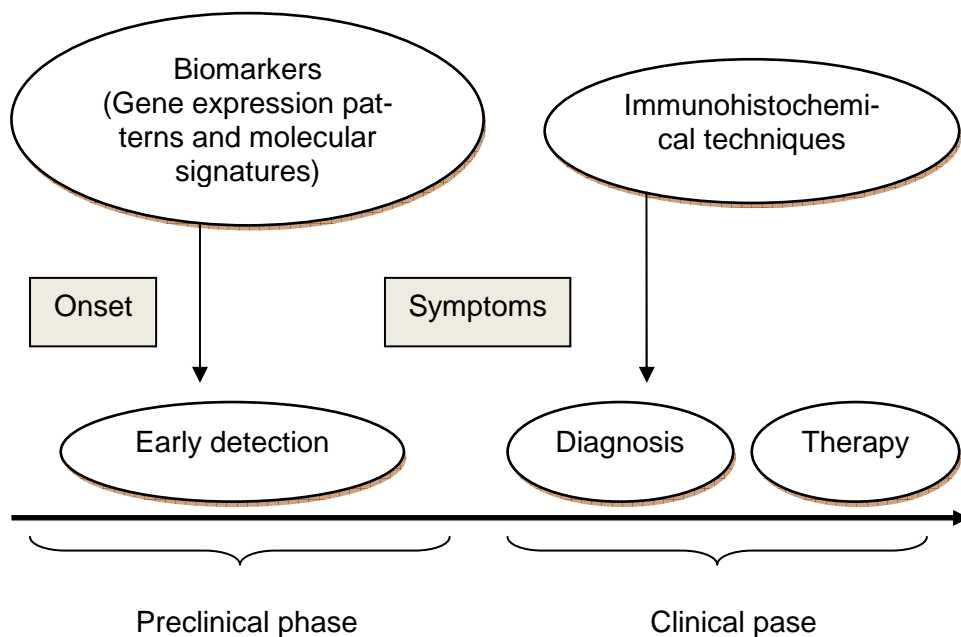 Biomarkers
(Gene expression pat-
terns and molecular
signatures)
Immunohistochemi-
cal techniques
Onset
Symptoms
Early detection
Diagnosis
Therapy
Preclinical phase
Clinical pase